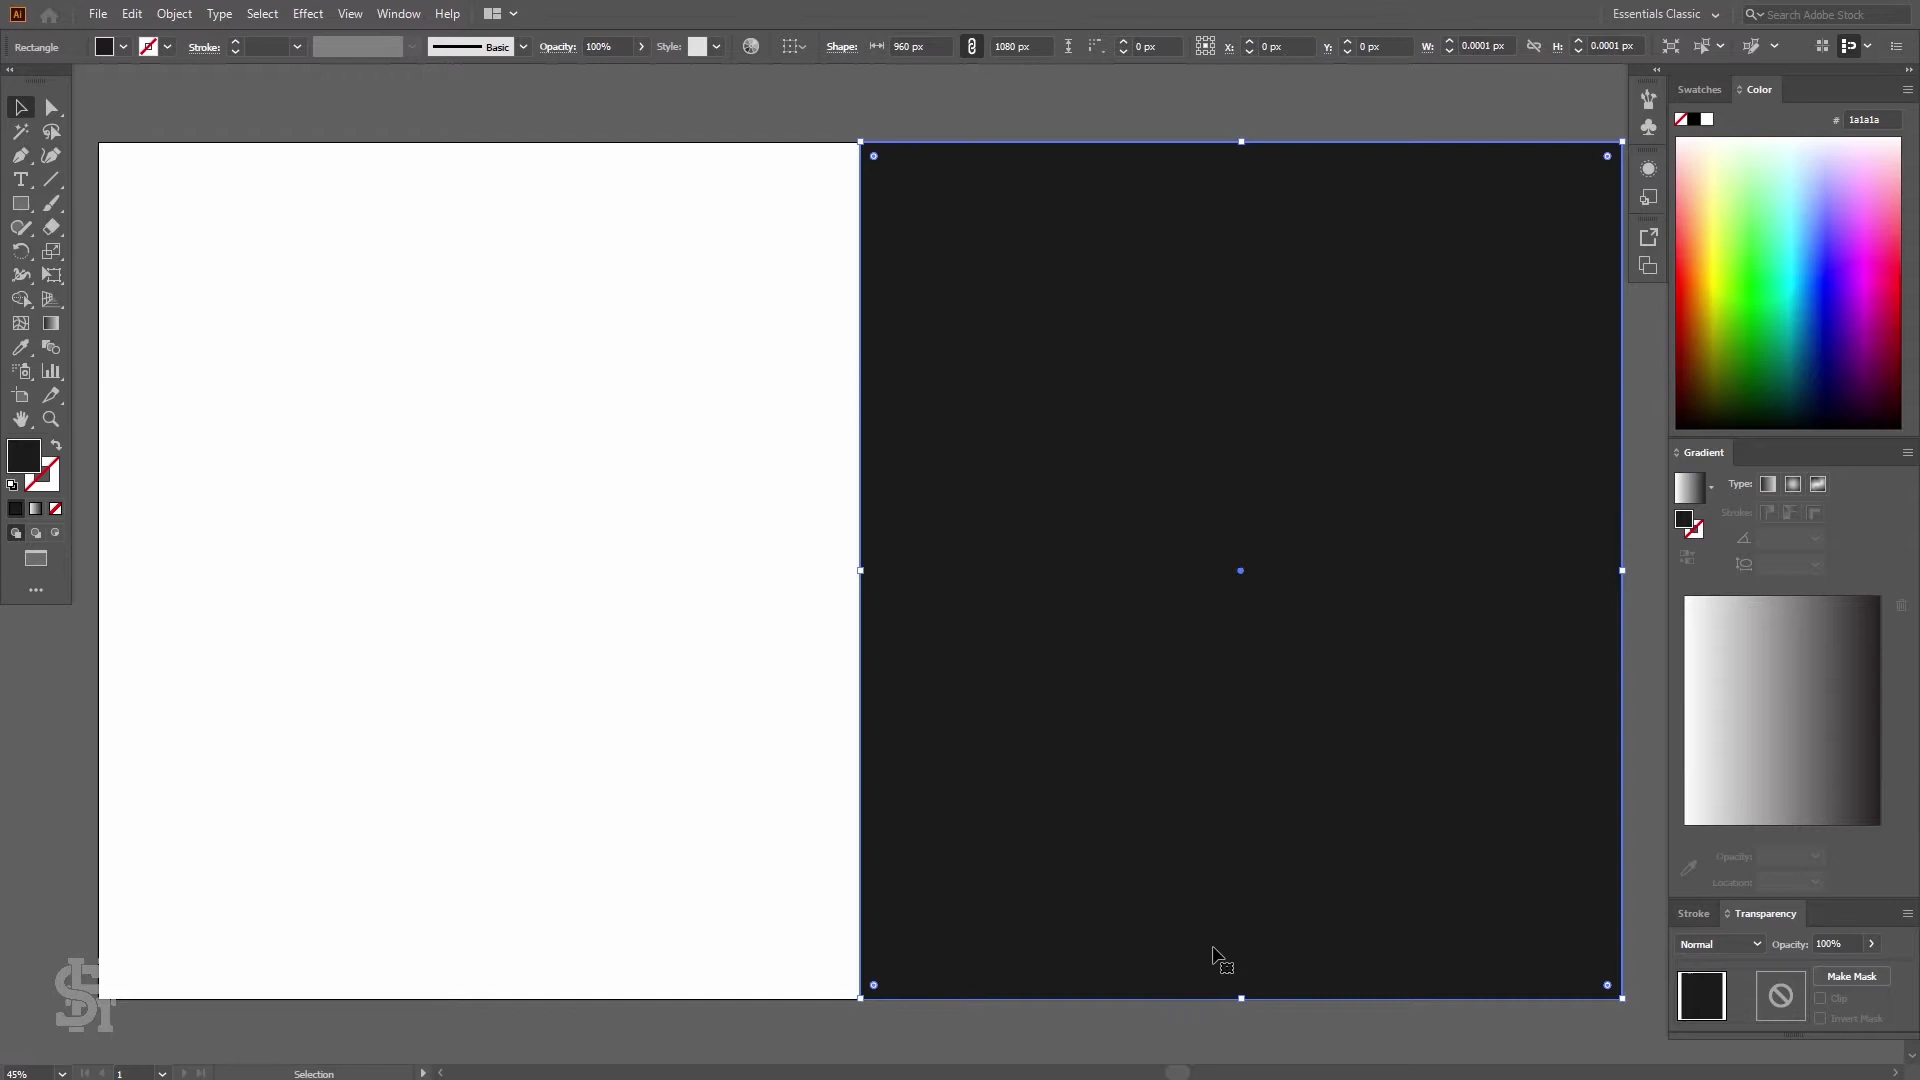 Ai File Edit Object Type Select Effect View Window Help Essentials Classic Search Adobe Stock
Rectangle Stroke: Basic Opacity: 100% Style: Shape: 960 px 1080 px 0 px X: 0 px Y: 0 px W: 0.0001 px H: 0.0001 px
Swatches Color
# 1a1a1a
Gradient
Type:
Stroke:
Opacity:
Location:
Stroke Transparency
Normal Opacity: 100%
Make Mask
Clip
Invert Mask
45% 1 Selection